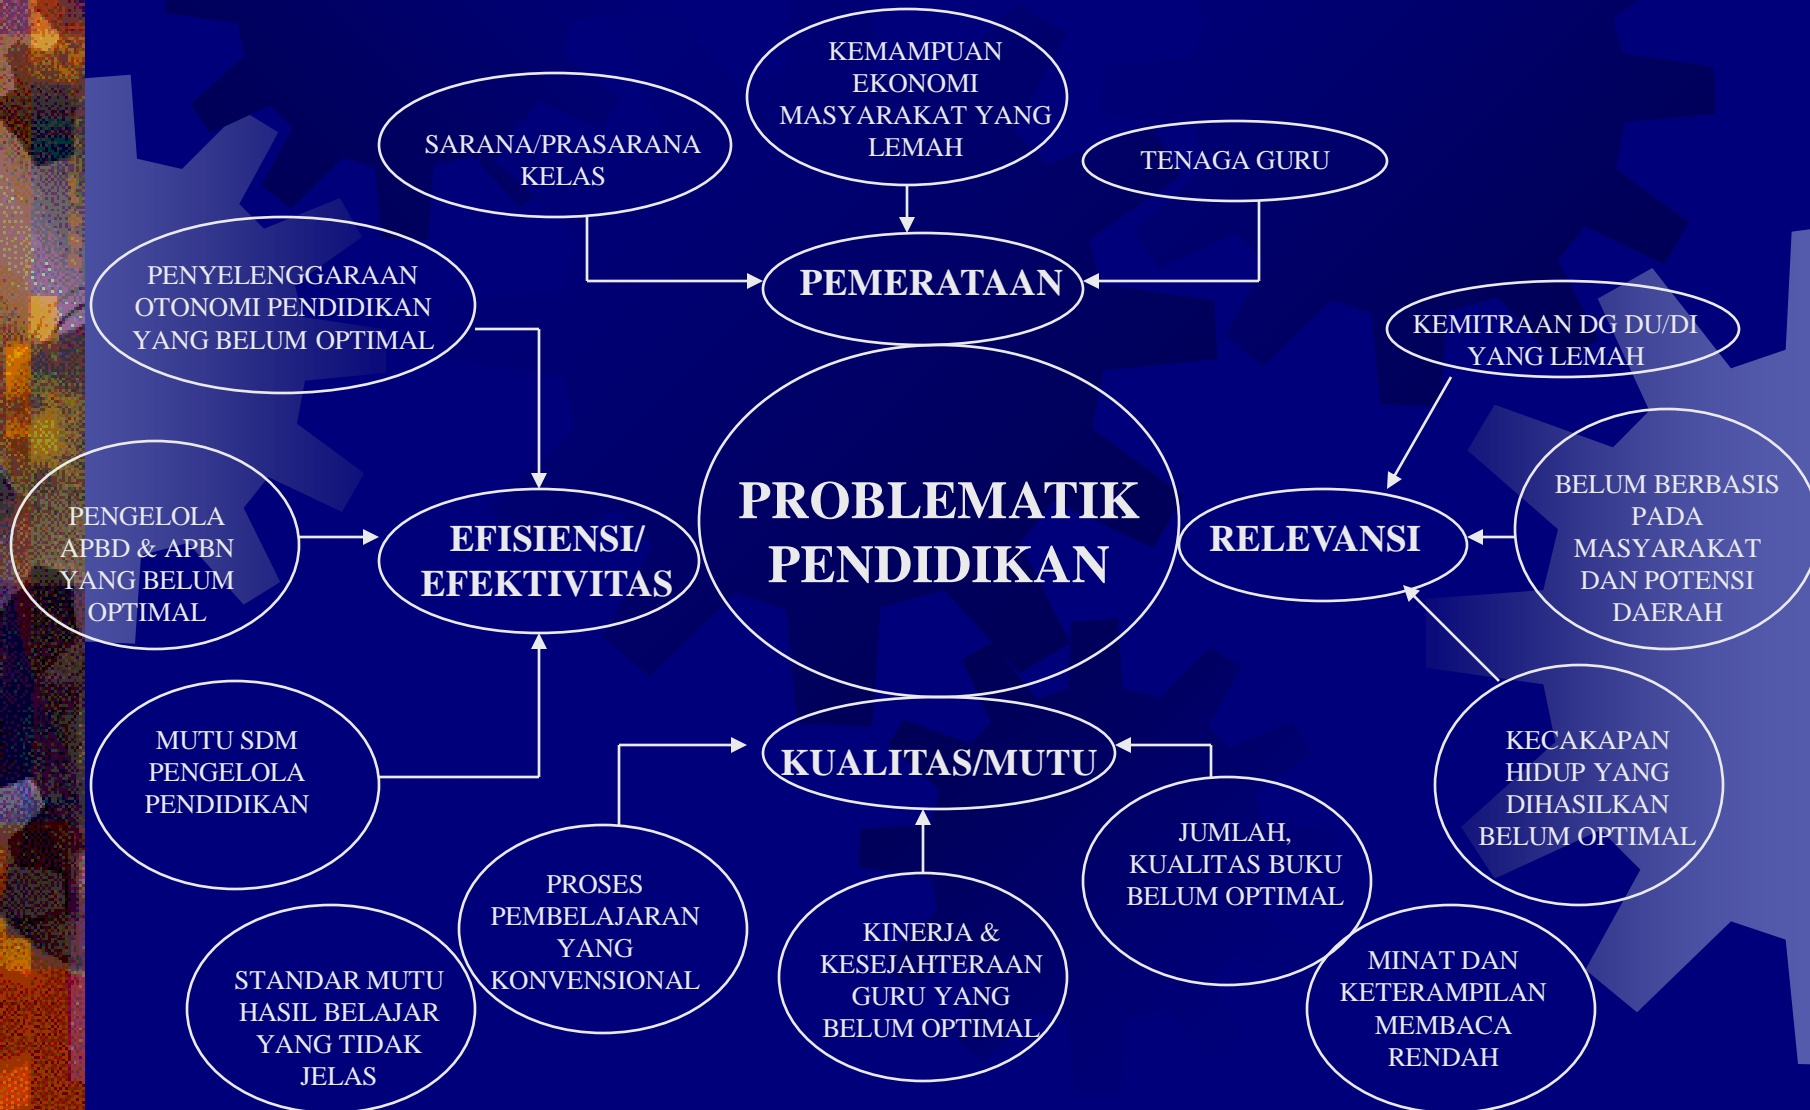 KEMAMPUAN
EKONOMI
MASYARAKAT YANG
LEMAH
SARANA/PRASARANA
KELAS
TENAGA GURU
PEMERATAAN
PENYELENGGARAAN
OTONOMI PENDIDIKAN
YANG BELUM OPTIMAL
KEMITRAAN DG DU/DI
YANG LEMAH
PENGELOLA
APBD & APBN
YANG BELUM
OPTIMAL
EFISIENSI/
EFEKTIVITAS
PROBLEMATIK
PENDIDIKAN
RELEVANSI
BELUM BERBASIS
PADA
MASYARAKAT
DAN POTENSI
DAERAH
MUTU SDM
PENGELOLA
PENDIDIKAN
KUALITAS/MUTU
KECAKAPAN
HIDUP YANG
DIHASILKAN
BELUM OPTIMAL
STANDAR MUTU
HASIL BELAJAR
YANG TIDAK
JELAS
PROSES
PEMBELAJARAN
YANG
KONVENSIONAL
KINERJA &
KESEJAHTERAAN
GURU YANG
BELUM OPTIMAL
JUMLAH,
KUALITAS BUKU
BELUM OPTIMAL
MINAT DAN
KETERAMPILAN
MEMBACA
RENDAH